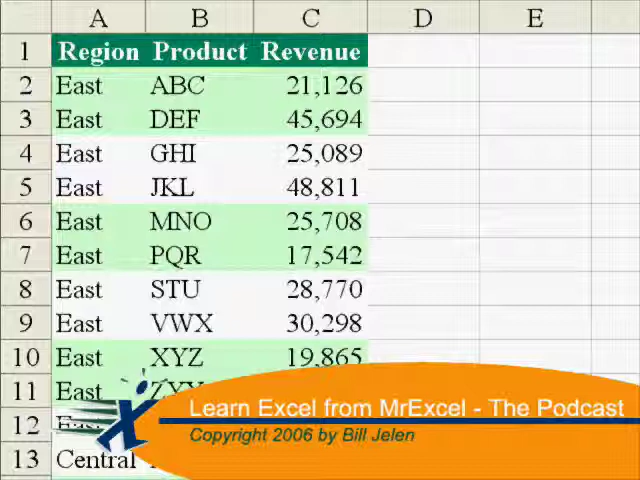 A B C D E
1 Region Product Revenue
2 East ABC 21,126
3 East DEF 45,694
4 East GHI 25,089
5 East JKL 48,811
6 East MNO 25,708
7 East PQR 17,542
8 East STU 28,770
9 East VWX 30,298
10 East XYZ 19,865
11 East
12
13 Central
Learn Excel from MrExcel - The Podcast
Copyright 2006 by Bill Jelen